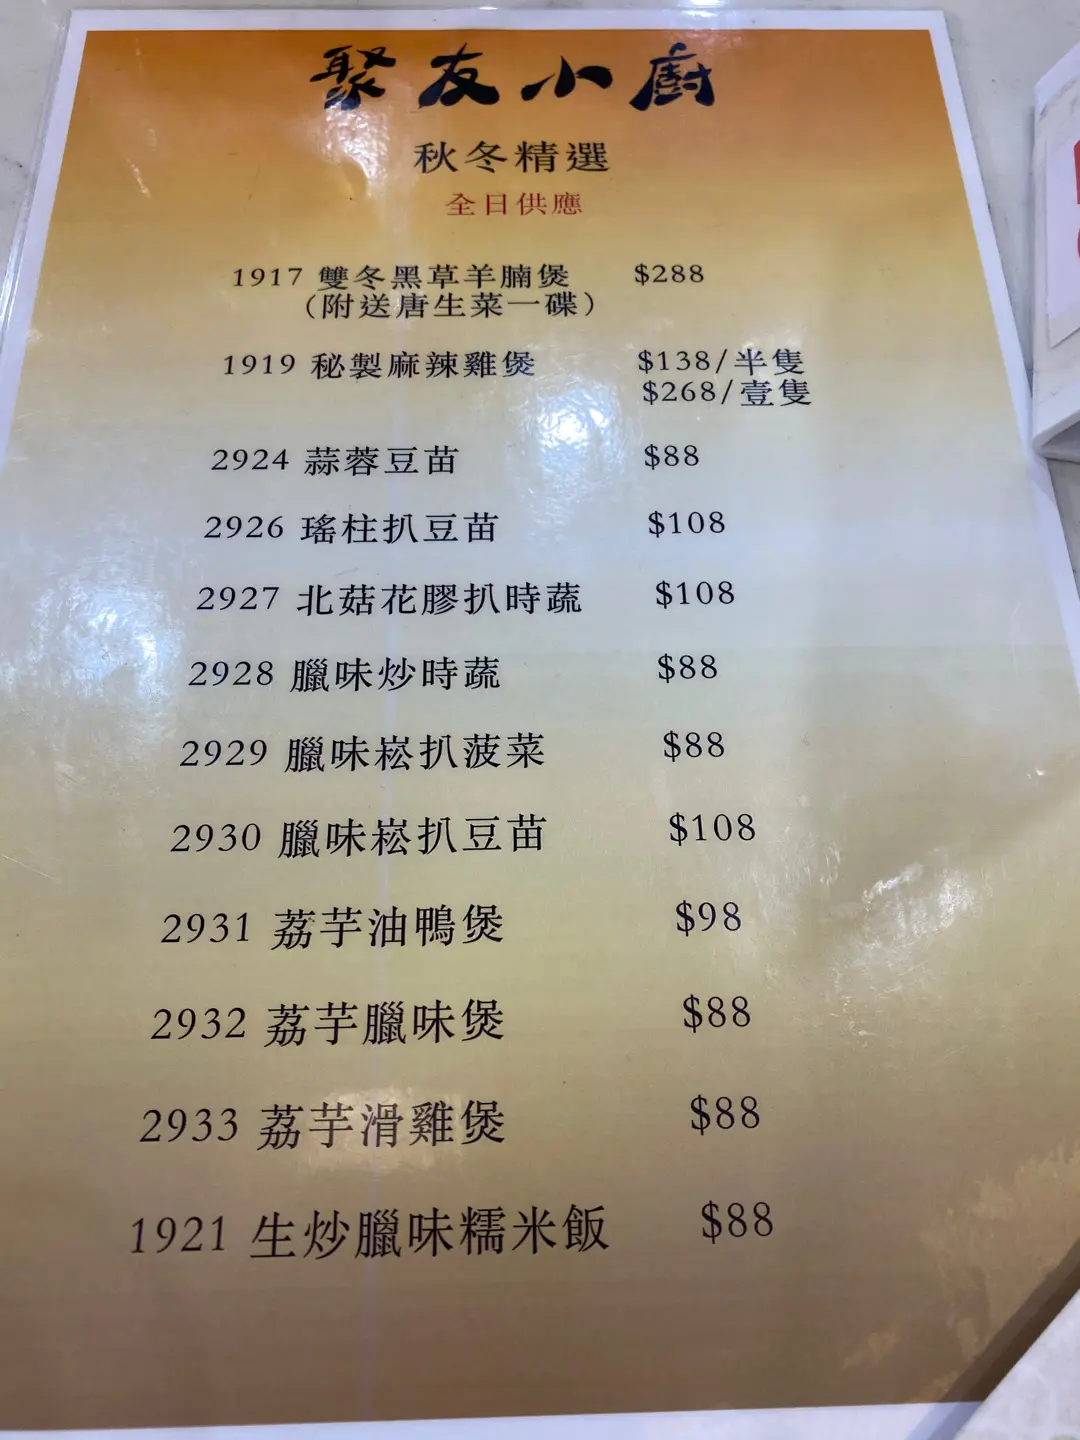 聚友小廚
秋冬精選
全日供應
1917 雙冬黑草羊腩煲 $288
（附送唐生菜一碟）
1919 秘製麻辣雞煲 $138/半隻
$268/壹隻
2924 蒜蓉豆苗 $88
2926 瑤柱扒豆苗 $108
2927 北菇花膠扒時蔬 $108
2928 臘味炒時蔬 $88
2929 臘味崧扒菠菜 $88
2930 臘味崧扒豆苗 $108
2931 荔芋油鴨煲 $98
2932 荔芋臘味煲 $88
2933 荔芋滑雞煲 $88
1921 生炒臘味糯米飯 $88